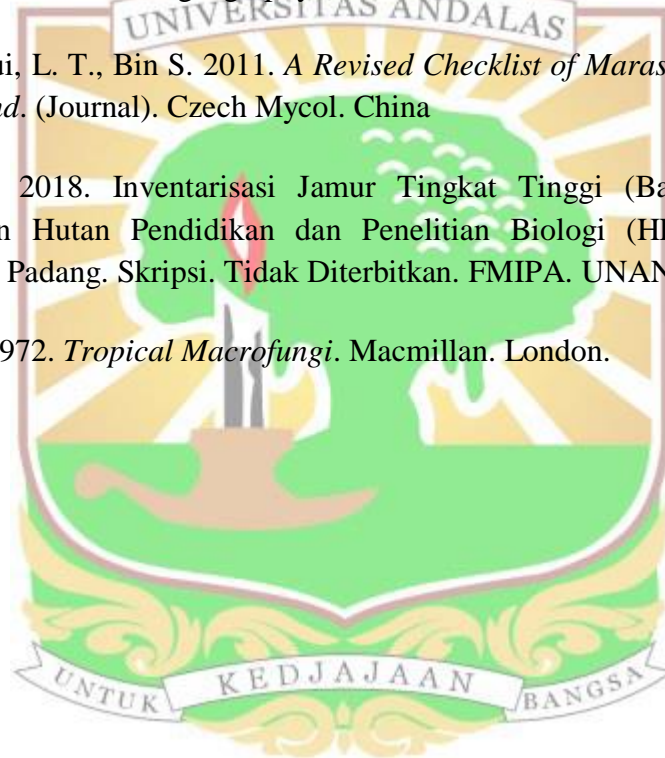 UNIVERSITAS ANDALAS
ui, L. T., Bin S. 2011. A Revised Checklist of Maras
nd. (Journal). Czech Mycol. China
2018. Inventarisasi Jamur Tingkat Tinggi (Ba
n Hutan Pendidikan dan Penelitian Biologi (HI
Padang. Skripsi. Tidak Diterbitkan. FMIPA. UNAN
972. Tropical Macrofungi. Macmillan. London.
UNTUK KEDJAJAAN BANGSA